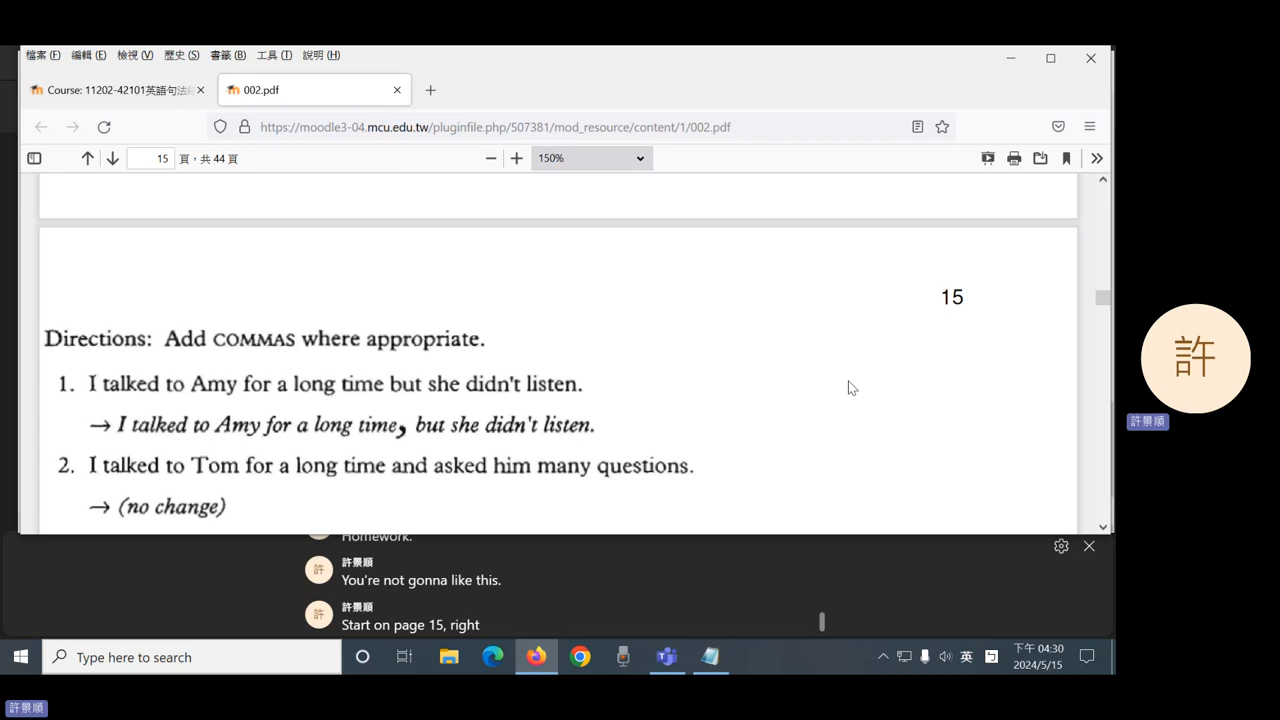 檔案 (F) 編輯 (E) 檢視 (V) 歷史 (S) 書籤 (B) 工具 (T) 說明 (H)
Course: 11202-42101英語句法
002.pdf
https://moodle3-04.mcu.edu.tw/pluginfile.php/507381/mod_resource/content/1/002.pdf
15 頁，共 44 頁
150%
15
Directions: Add COMMAS where appropriate.
1. I talked to Amy for a long time but she didn't listen.
→ I talked to Amy for a long time, but she didn't listen.
2. I talked to Tom for a long time and asked him many questions.
→ (no change)
許
許景順
Homework.
許景順
許
You're not gonna like this.
許景順
許
Start on page 15, right
Type here to search
英
下午 04:30
2024/5/15
許景順